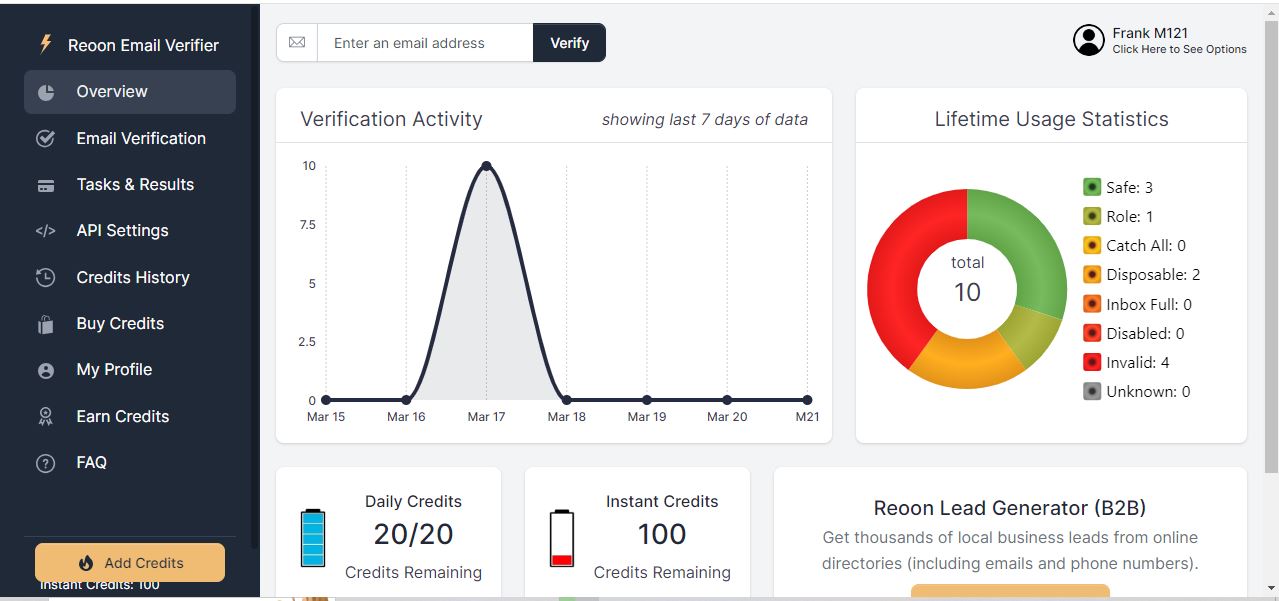 Reoon Email Verifier
Overview
Email Verification
Tasks & Results
API Settings
Credits History
Buy Credits
My Profile
Earn Credits
FAQ
Add Credits
Instant Credits: 100
Enter an email address
Verify
Frank M121
Click Here to See Options
Verification Activity
showing last 7 days of data
10
7.5
5
2.5
0
Mar 15
Mar 16
Mar 17
Mar 18
Mar 19
Mar 20
M21
Lifetime Usage Statistics
total
10
Safe: 3
Role: 1
Catch All: 0
Disposable: 2
Inbox Full: 0
Disabled: 0
Invalid: 4
Unknown: 0
Daily Credits
20/20
Credits Remaining
Instant Credits
100
Credits Remaining
Reoon Lead Generator (B2B)
Get thousands of local business leads from online
directories (including emails and phone numbers).